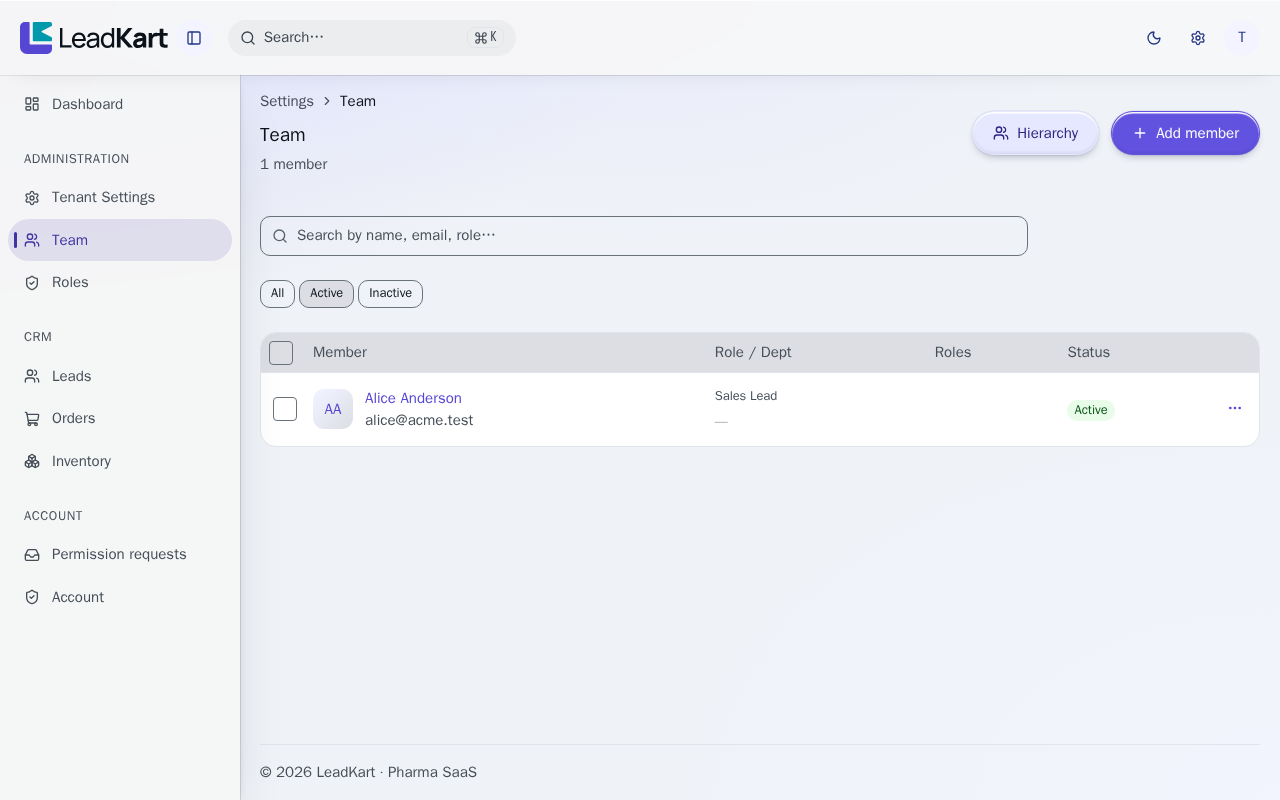 LeadKart
Search…
⌘K
T
Dashboard
ADMINISTRATION
Tenant Settings
Team
Roles
CRM
Leads
Orders
Inventory
ACCOUNT
Permission requests
Account
Settings > Team
Team
1 member
Hierarchy
+ Add member
Search by name, email, role…
All
Active
Inactive
Member Role / Dept Roles Status
AA
Alice Anderson
alice@acme.test
Sales Lead
—
Active
© 2026 LeadKart · Pharma SaaS